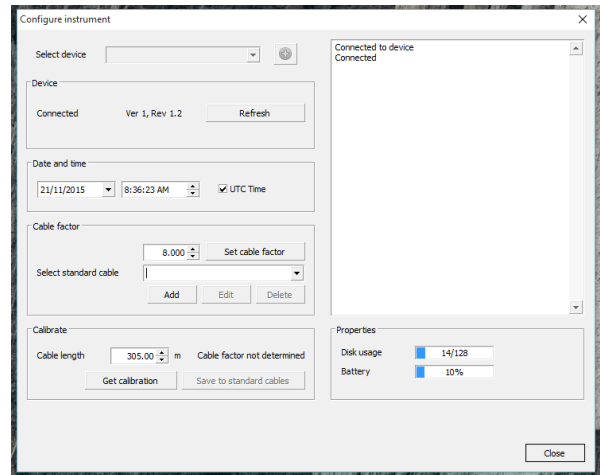 Configure instrument
Select device
Device
Connected Ver 1, Rev 1.2 Refresh
Date and time
21/11/2015 8:36:23 AM UTC Time
Cable factor
8.000 Set cable factor
Select standard cable
Add Edit Delete
Calibrate
Cable length 305.00 m Cable factor not determined
Get calibration Save to standard cables
Connected to device
Connected
Properties
Disk usage 14/128
Battery 10%
Close